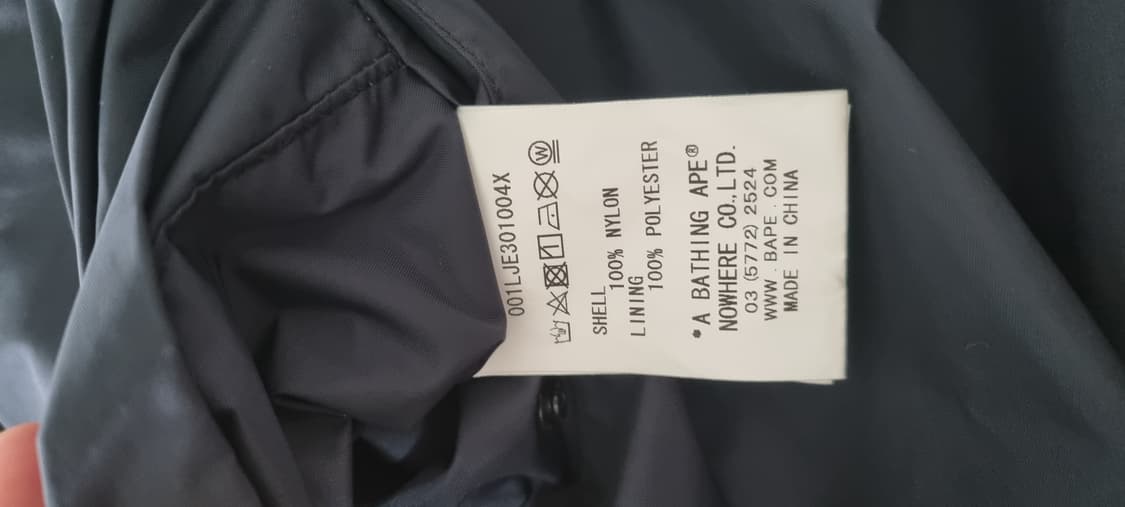 001LJE301004X
SHELL
100% NYLON
LINING
100% POLYESTER
*A BATHING APE®
NOWHERE CO.,LTD.
03 (5772) 2524
WWW.BAPE.COM
MADE IN CHINA